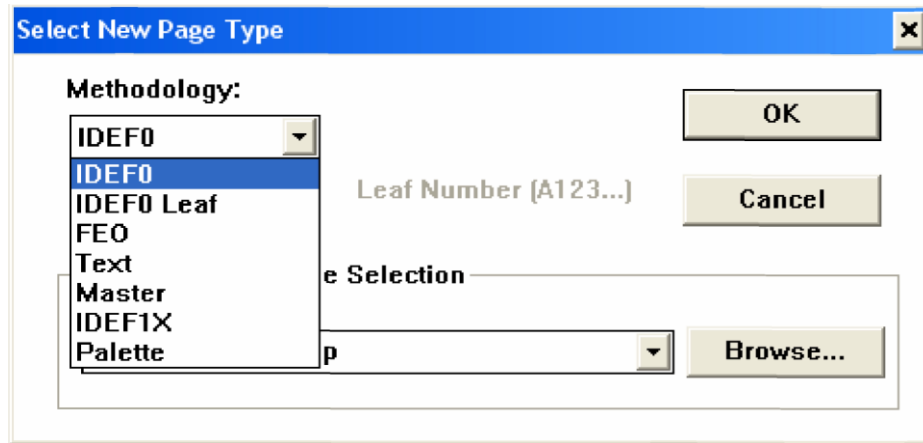 Select New Page Type
Methodology:
IDEF0
OK
IDEF0
IDEF0 Leaf
Leaf Number (A123...)
Cancel
FEO
Text
e Selection
Master
IDEF1X
Palette
p
Browse...